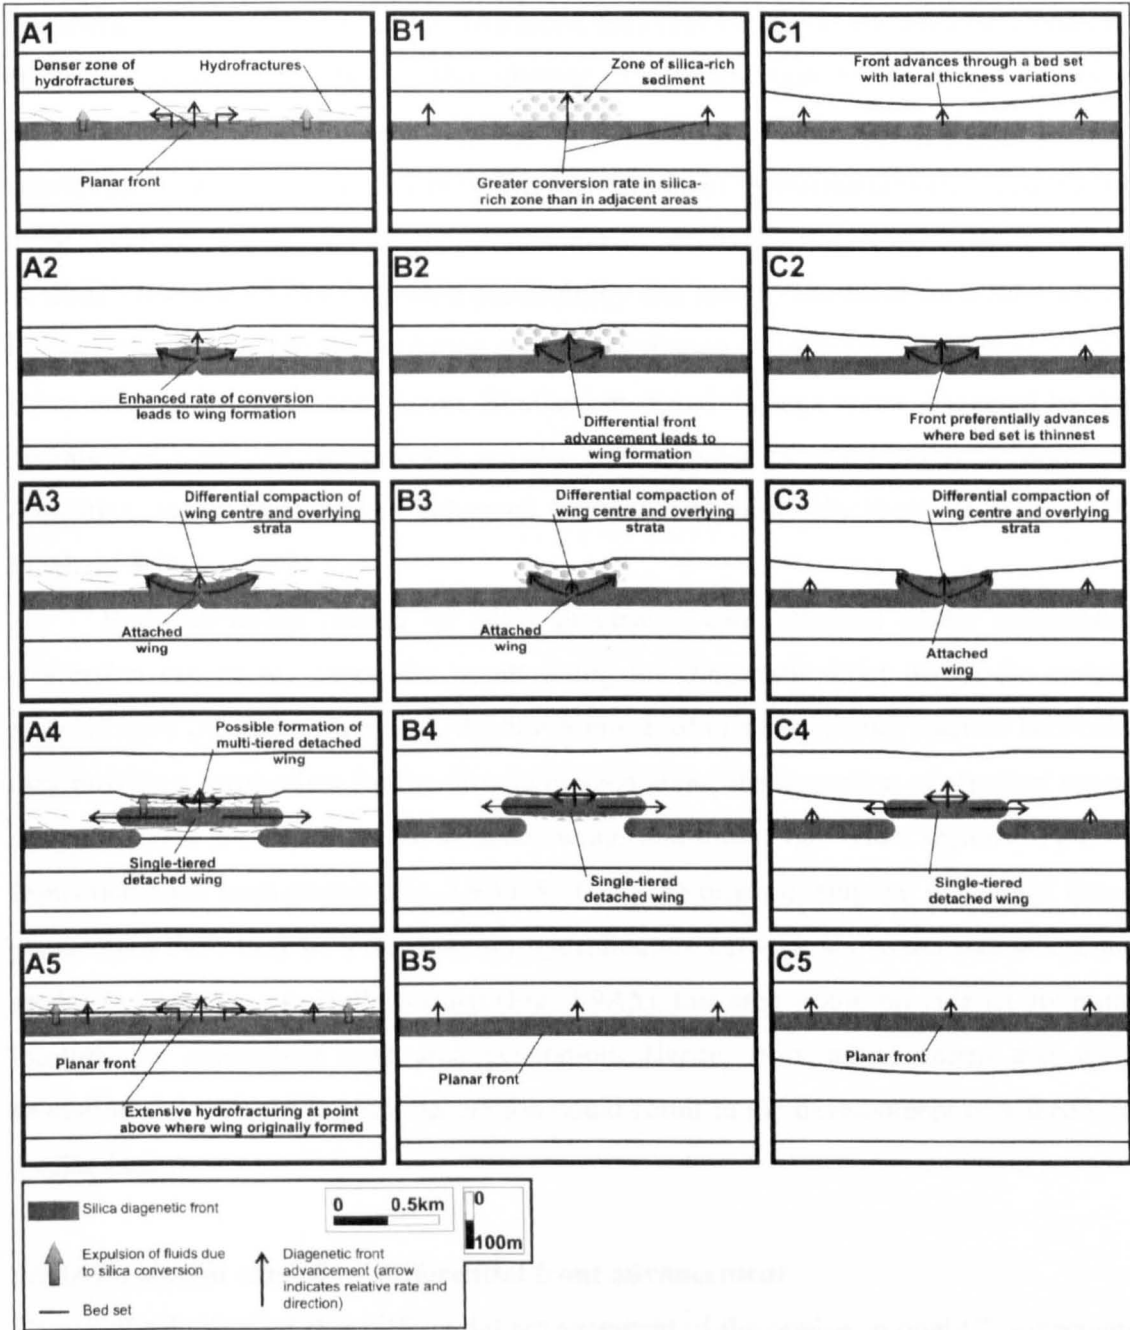 A1
Denser zone of
hydrofractures
Hydrofractures
Planar front
B1
Zone of silica-rich
sediment
Greater conversion rate in silica-
rich zone than in adjacent areas
C1
Front advances through a bed set
with lateral thickness variations
A2
Enhanced rate of conversion
leads to wing formation
B2
Differential front
advancement leads to
wing formation
C2
Front preferentially advances
where bed set is thinnest
A3
Differential compaction of
wing centre and overlying
strata
Attached
wing
B3
Differential compaction of
wing centre and overlying
strata
Attached
wing
C3
Differential compaction of
wing centre and overlying
strata
Attached
wing
A4
Possible formation of
multi-tiered detached
wing
Single-tiered
detached wing
B4
Single-tiered
detached wing
C4
Single-tiered
detached wing
A5
Planar front
Extensive hydrofracturing at point
above where wing originally formed
B5
Planar front
C5
Planar front
Silica diagenetic front
0 0.5km
0
100m
Expulsion of fluids due
to silica conversion
Diagenetic front
advancement (arrow
indicates relative rate and
direction)
Bed set